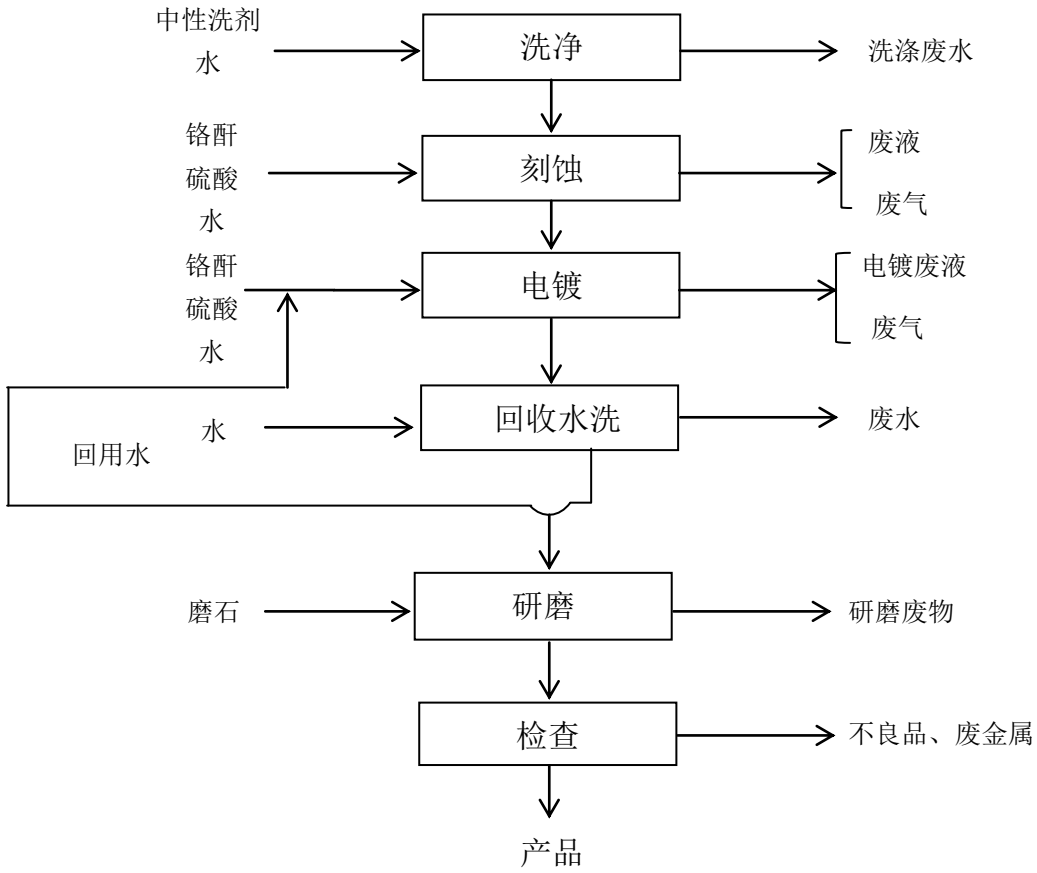 中性洗剂
水
洗净
洗涤废水
铬酐
硫酸
水
刻蚀
废液
废气
铬酐
硫酸
水
电镀
电镀废液
废气
水
回用水
回收水洗
废水
磨石
研磨
研磨废物
检查
不良品、废金属
产品